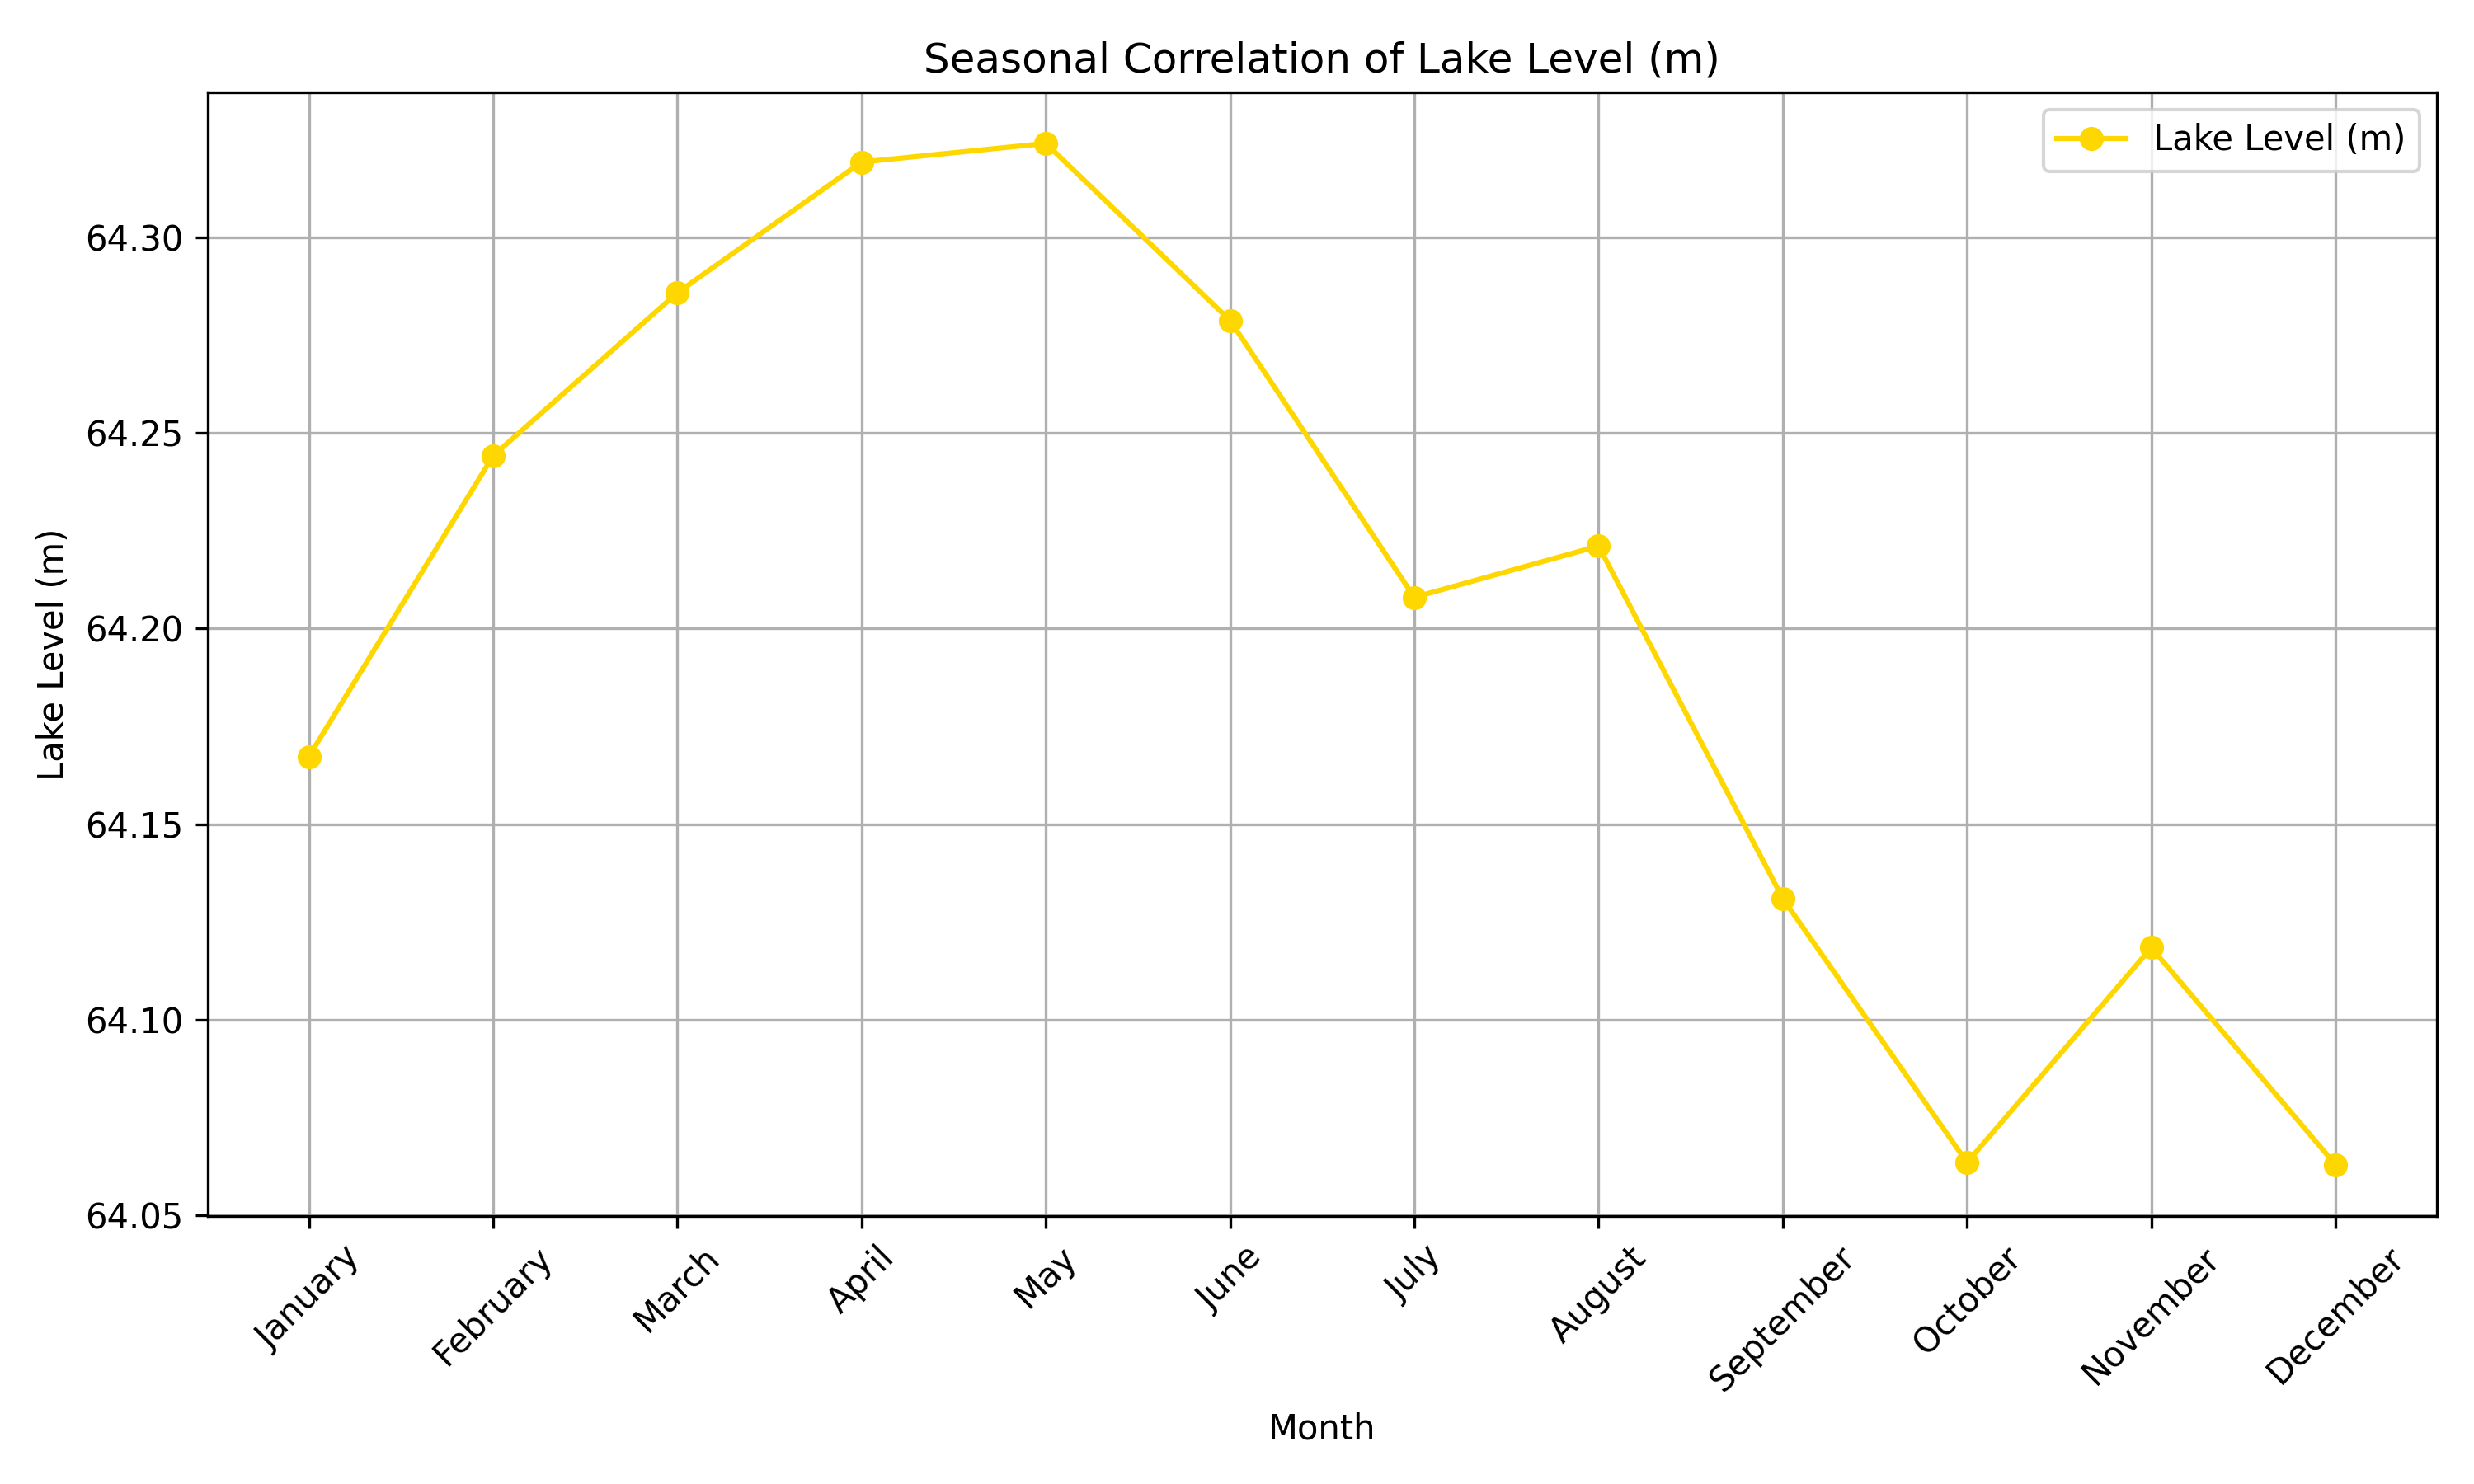 Seasonal Correlation of Lake Level (m)
Lake Level (m)
64.30
64.25
64.20
64.15
64.10
64.05
Lake Level (m)
January
February
March
April
May
June
July
August
September
October
November
December
Month